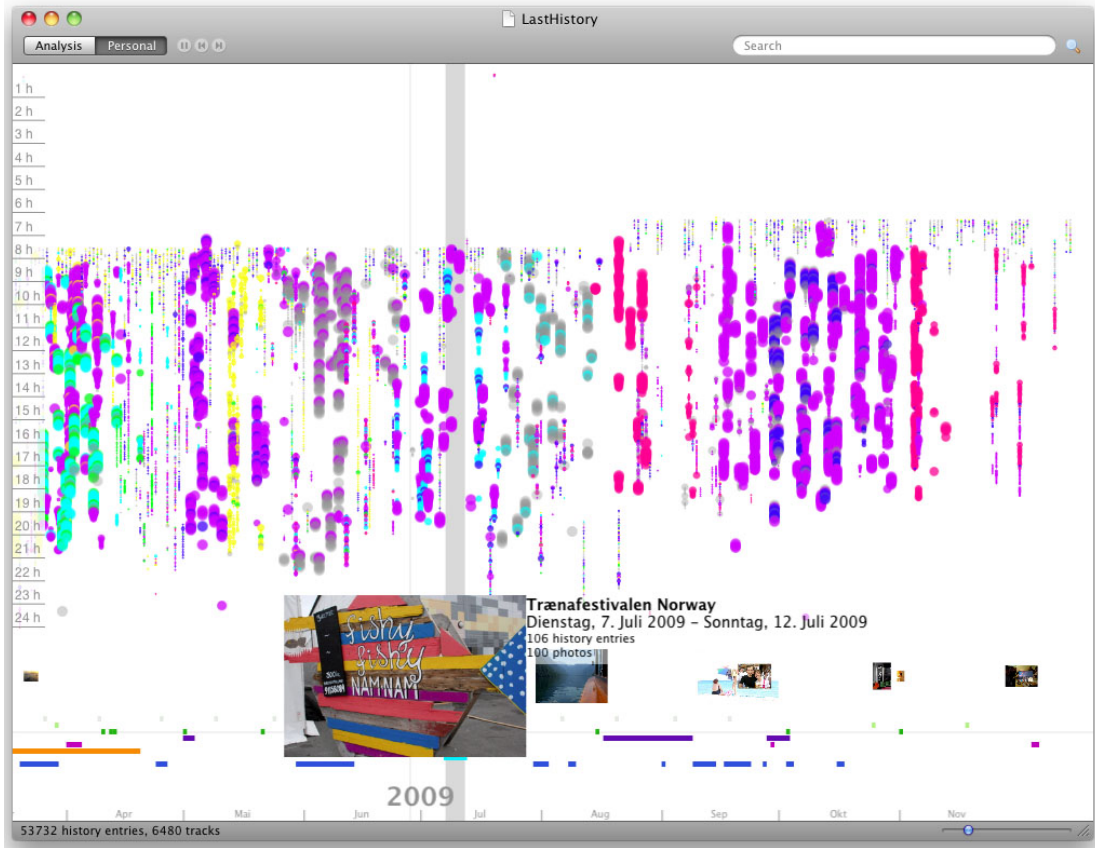 LastHistory
Analysis Personal
Search
1 h
2 h
3 h
4 h
5 h
6 h
7 h
8 h
9 h
10 h
11 h
12 h
13 h
14 h
15 h
16 h
17 h
18 h
19 h
20 h
21 h
22 h
23 h
24 h
fishy
fishy
NAMNAM
Trænafestivalen Norway
Dienstag, 7. Juli 2009 – Sonntag, 12. Juli 2009
106 history entries
100 photos
2009
Apr Mai Jun Jul Aug Sep Okt Nov
53732 history entries, 6480 tracks